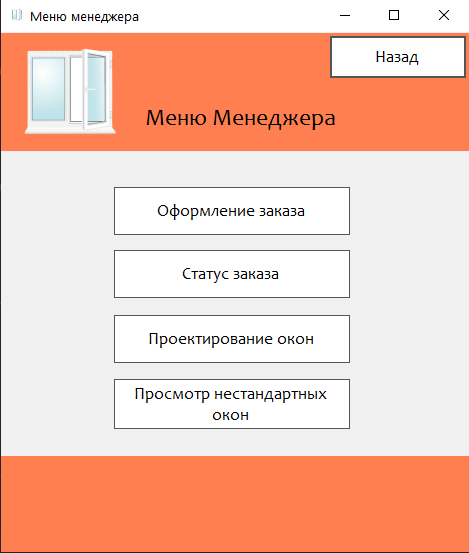 Меню менеджера
Назад
Меню Менеджера
Оформление заказа
Статус заказа
Проектирование окон
Просмотр нестандартных
окон